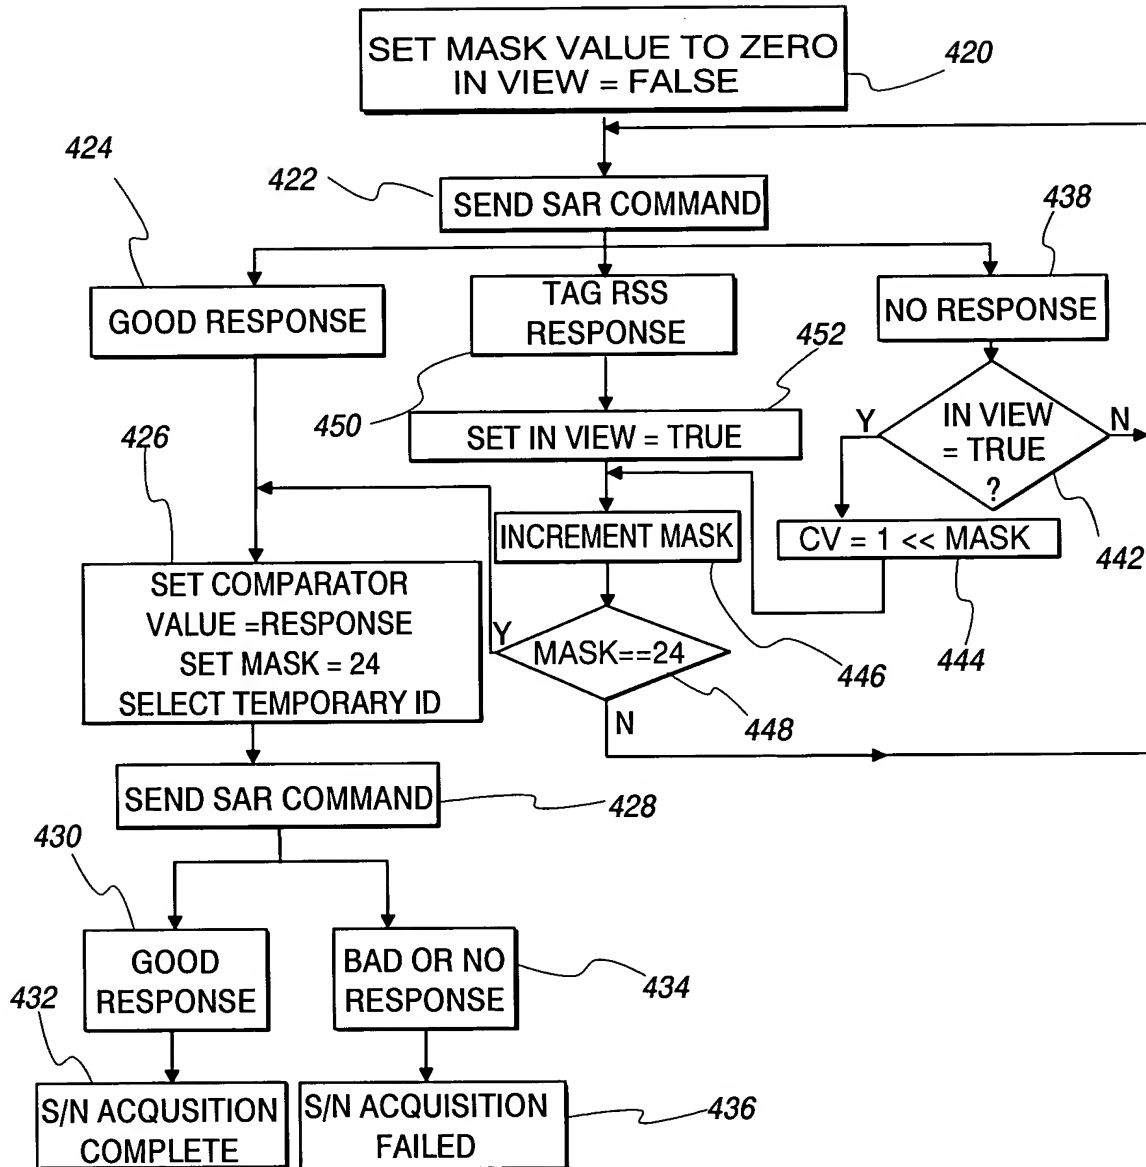 SET MASK VALUE TO ZERO
IN VIEW = FALSE
420
424
422
SEND SAR COMMAND
438
GOOD RESPONSE
TAG RSS
RESPONSE
NO RESPONSE
452
450
SET IN VIEW = TRUE
Y
IN VIEW
= TRUE
?
N
426
442
INCREMENT MASK
CV = 1 << MASK
SET COMPARATOR
VALUE =RESPONSE
SET MASK = 24
SELECT TEMPORARY ID
Y
MASK==24
446
444
N
448
SEND SAR COMMAND
428
430
GOOD
RESPONSE
BAD OR NO
RESPONSE
434
432
S/N ACQUSITION
COMPLETE
S/N ACQUISITION
FAILED
436